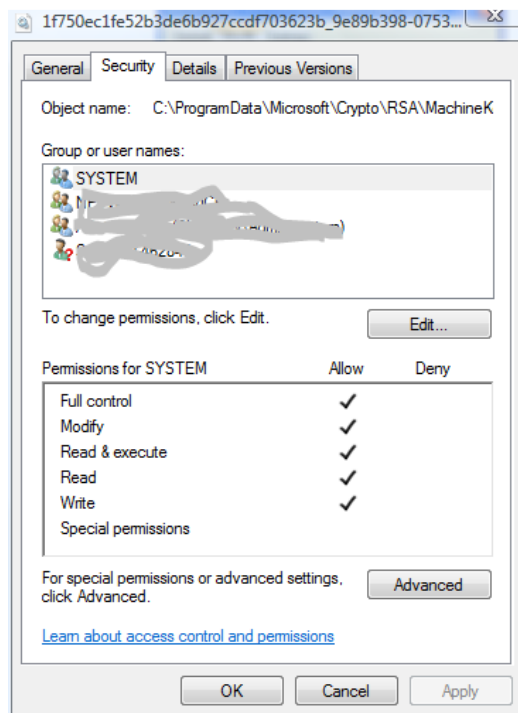 1f750ec1fe52b3de6b927ccdf703623b_9e89b398-0753...
General Security Details Previous Versions
Object name: C:\ProgramData\Microsoft\Crypto\RSA\MachineK
Group or user names:
SYSTEM
To change permissions, click Edit.
Edit...
Permissions for SYSTEM Allow Deny
Full control
Modify
Read & execute
Read
Write
Special permissions
For special permissions or advanced settings,
click Advanced.
Advanced
Learn about access control and permissions
OK Cancel Apply